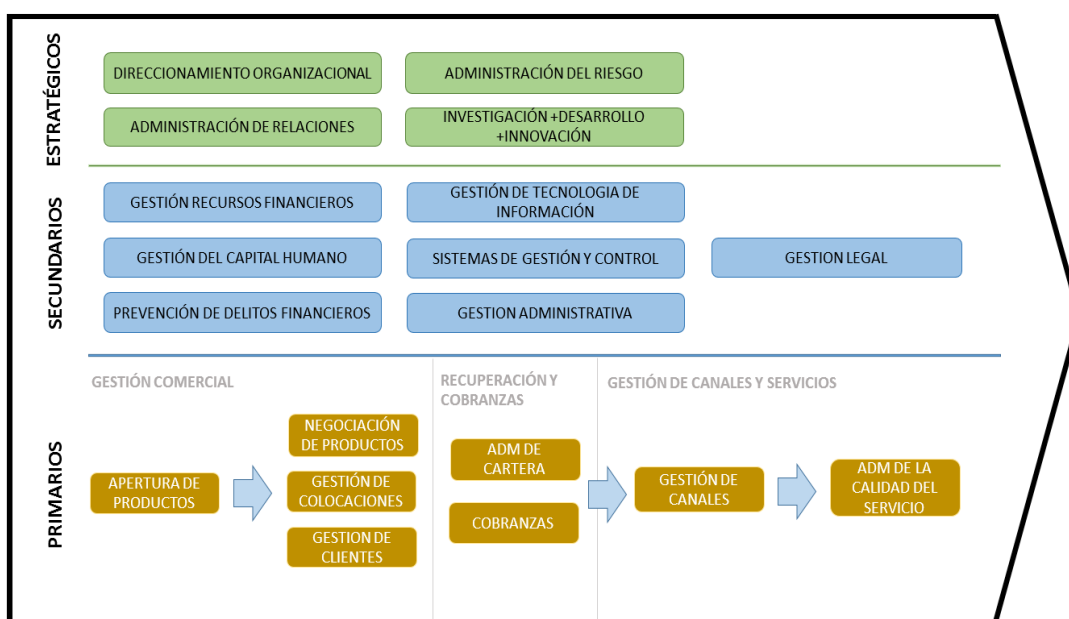 ESTRATÉGICOS
DIRECCIONAMIENTO ORGANIZACIONAL
ADMINISTRACIÓN DEL RIESGO
ADMINISTRACIÓN DE RELACIONES
INVESTIGACIÓN +DESARROLLO
+INNOVACIÓN
SECUNDARIOS
GESTIÓN RECURSOS FINANCIEROS
GESTIÓN DE TECNOLOGIA DE
INFORMACIÓN
GESTIÓN DEL CAPITAL HUMANO
SISTEMAS DE GESTIÓN Y CONTROL
GESTION LEGAL
PREVENCIÓN DE DELITOS FINANCIEROS
GESTION ADMINISTRATIVA
PRIMARIOS
GESTIÓN COMERCIAL
APERTURA DE
PRODUCTOS
NEGOCIACIÓN
DE PRODUCTOS
GESTIÓN DE
COLOCACIONES
GESTION DE
CLIENTES
RECUPERACIÓN Y
COBRANZAS
ADM DE
CARTERA
COBRANZAS
GESTIÓN DE CANALES Y SERVICIOS
GESTIÓN DE
CANALES
ADM DE LA
CALIDAD DEL
SERVICIO